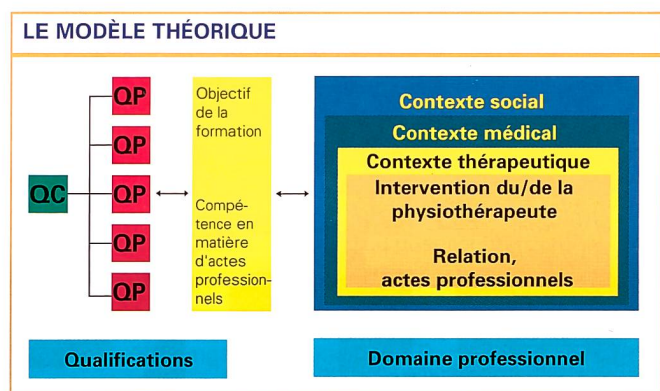 LE MODÈLE THÉORIQUE
QP
QP
QC
QP
QP
QP
Objectif
de la
formation
Compé-
tence en
matière
d'actes
profession-
nels
Contexte social
Contexte médical
Contexte thérapeutique
Intervention du/de la
physiothérapeute
Relation,
actes professionnels
Qualifications
Domaine professionnel